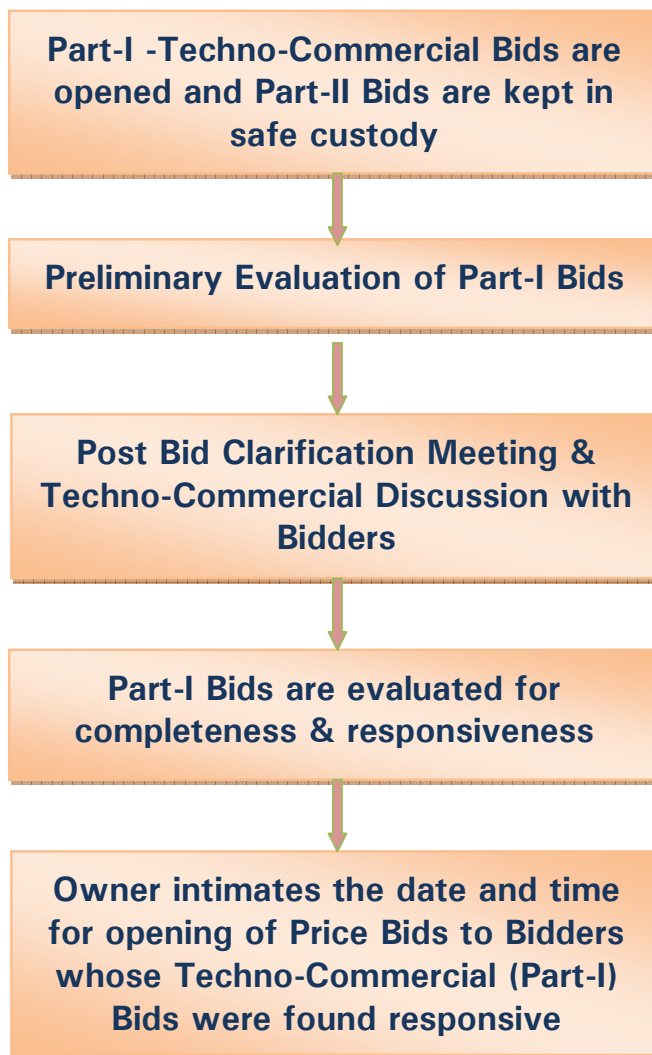 Part-I -Techno-Commercial Bids are
opened and Part-II Bids are kept in
safe custody
Preliminary Evaluation of Part-I Bids
Post Bid Clarification Meeting &
Techno-Commercial Discussion with
Bidders
Part-I Bids are evaluated for
completeness & responsiveness
Owner intimates the date and time
for opening of Price Bids to Bidders
whose Techno-Commercial (Part-I)
Bids were found responsive